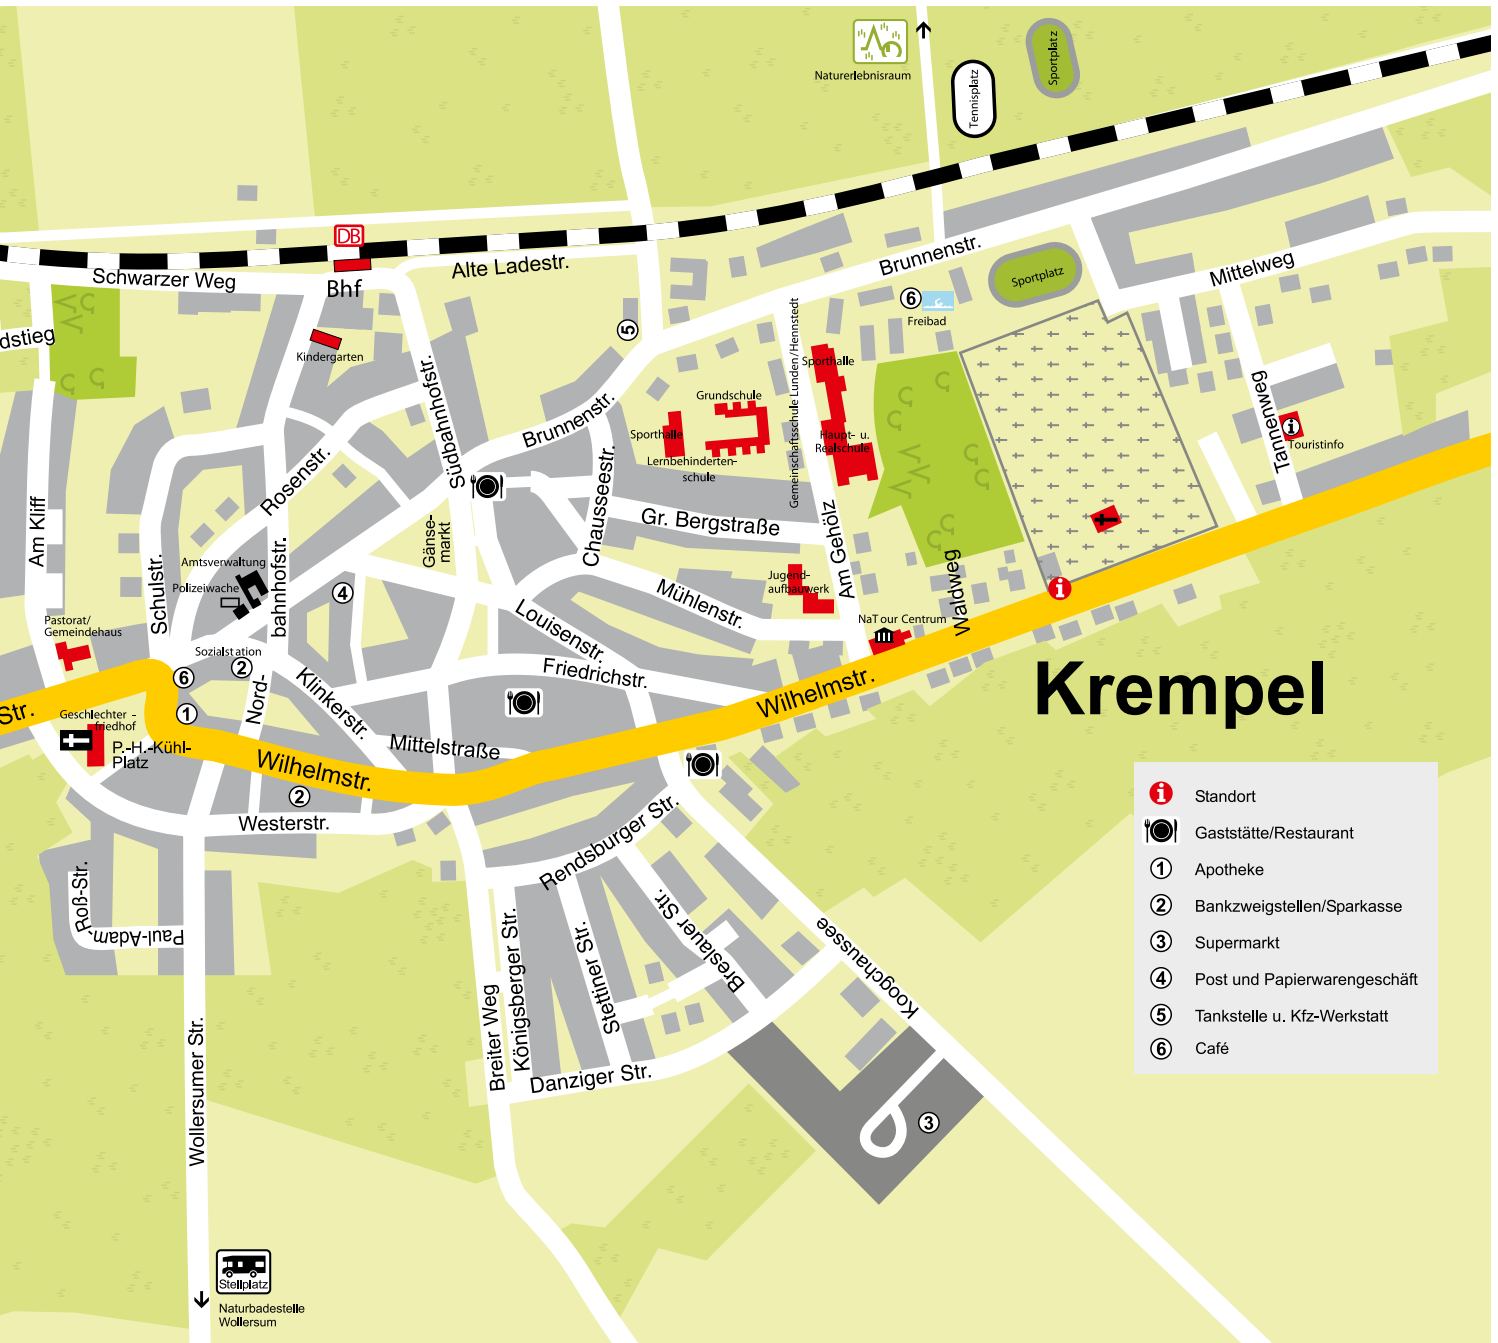 Naturerlebnisraum
Tennisplatz
Sportplatz
DB
Bhf
Schwarzer Weg
Alte Ladestr.
Brunnenstr.
Sportplatz
Mittelweg
6
Freibad
5
dstieg
Kindergarten
Südbahnhofstr.
Brunnenstr.
Gemeinschaftsschule Lunden/Hennstedt
Sporthalle
Grundschule
Sporthalle
Lernbehinderten-
schule
Haupt- u.
Realschule
Tannenweg
i
Touristinfo
Rosenstr.
Am Kliff
Schulstr.
Gänse-
markt
Chausseestr.
Gr. Bergstraße
Am Gehölz
Waldweg
Amtsverwaltung
Polizeiwache
bahnhofstr.
Nord-
4
Jugend-
aufbauwerk
Mühlenstr.
Louisenstr.
NaTour Centrum
i
Pastorat/
Gemeindehaus
Sozialstation
2
6
1
Klinkerstr.
Friedrichstr.
Wilhelmstr.
Krempel
Str.
Geschlechter -
friedhof
P.-H.-Kühl-
Platz
Wilhelmstr.
Mittelstraße
2
Westerstr.
Rendsburger Str.
Paul-Adam-
-Roß-Str.
Breslauer Str.
Stettiner Str.
Königsberger Str.
Breiter Weg
Danziger Str.
Koogchaussee
3
Wollersumer Str.
Stellplatz
Naturbadestelle
Wollersum
i Standort
Gaststätte/Restaurant
1 Apotheke
2 Bankzweigstellen/Sparkasse
3 Supermarkt
4 Post und Papierwarengeschäft
5 Tankstelle u. Kfz-Werkstatt
6 Café